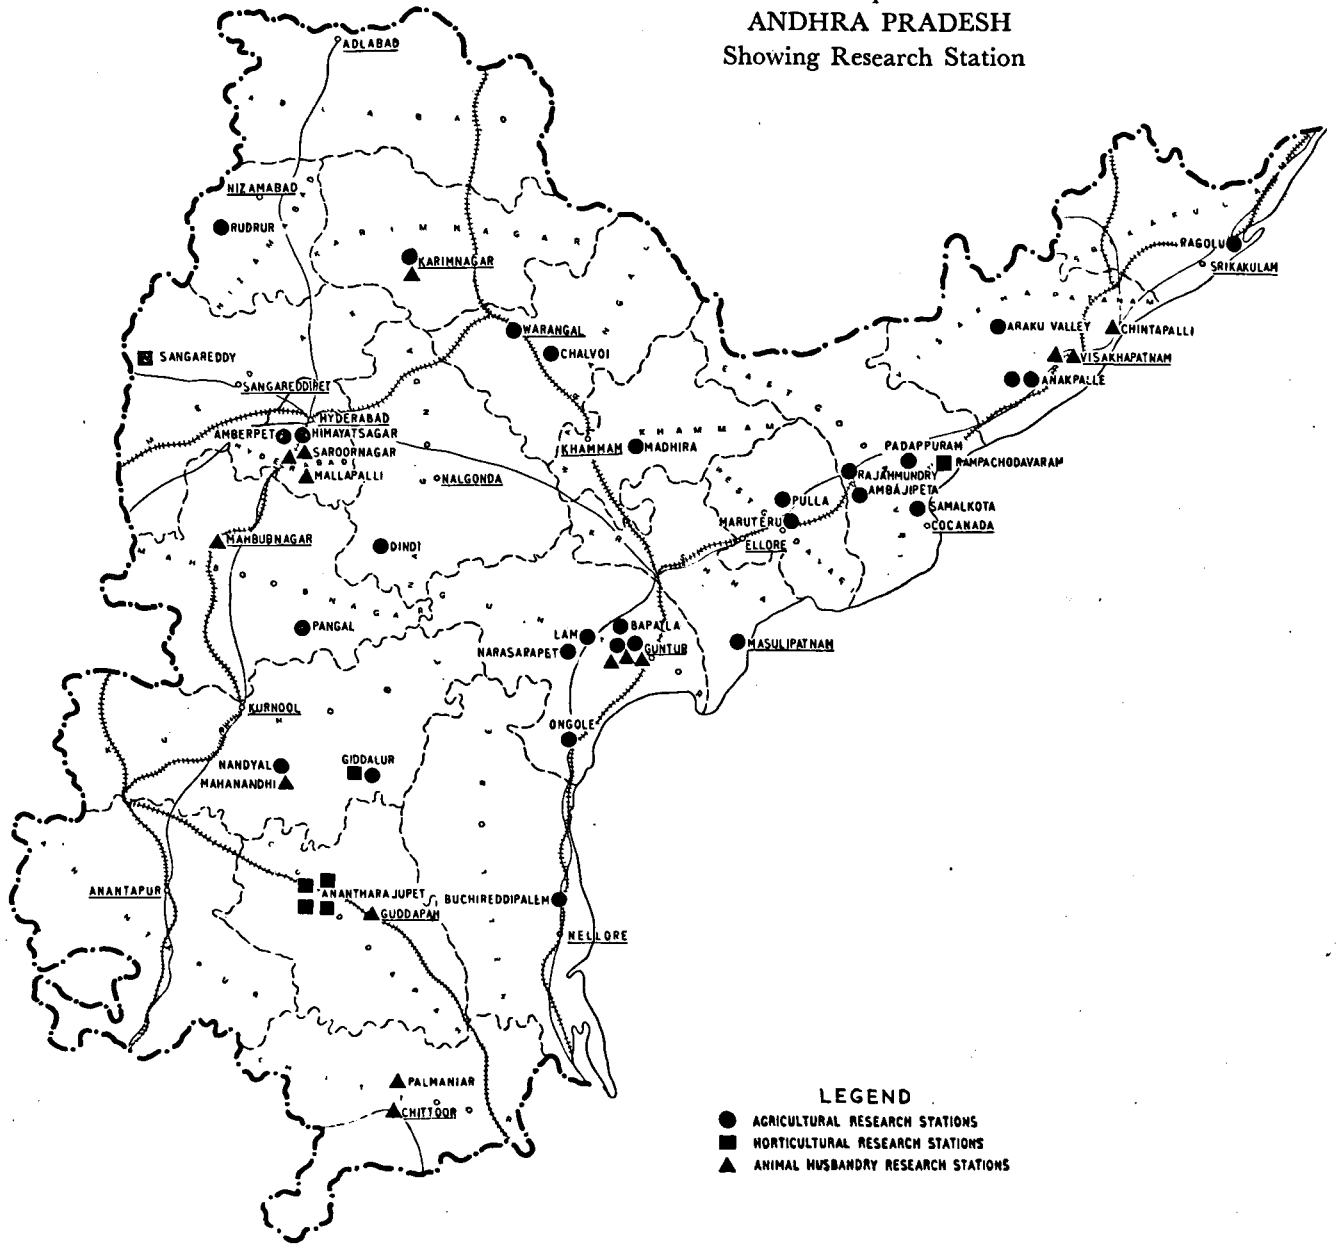 ANDHRA PRADESH
Showing Research Station
ADLABAD
NIZAMABAD
RUDRUR
KARIMNAGAR
KARIMNAGAR
RAGOLU
SRIKAKULAM
WARANGAL
CHALVOI
ARAKU VALLEY
CHINTAPALLI
VISAKHAPATNAM
ANAKPALLE
SANGAREDDY
SANGAREDDIPET
HYDERABAD
AMBERPET
HIMAYATSAGAR
SAROORNAGAR
MALLAPALLI
KHAMMAM
KHAMMAM
MADHIRA
NALGONDA
PADAPPURAM
RAMPACHODAVARAM
RAJAHMUNDRY
AMBAJIPETA
PULLA
SAMALKOTA
MARUTERU
COCANADA
ELLORE
MAHBUBNAGAR
DINDI
PANGAL
LAM
BAPATLA
NARASARAPET
GUNTUR
MASULIPATNAM
KURNOOL
ONGOLE
NANDYAL
MAHANANDHI
GIDDALUR
ANANTAPUR
ANANTHARAJUPET
GUDDAPAH
BUCHIREDDIPALEM
NELLORE
PALMANIAR
CHITTOOR
LEGEND
AGRICULTURAL RESEARCH STATIONS
HORTICULTURAL RESEARCH STATIONS
ANIMAL HUSBANDRY RESEARCH STATIONS